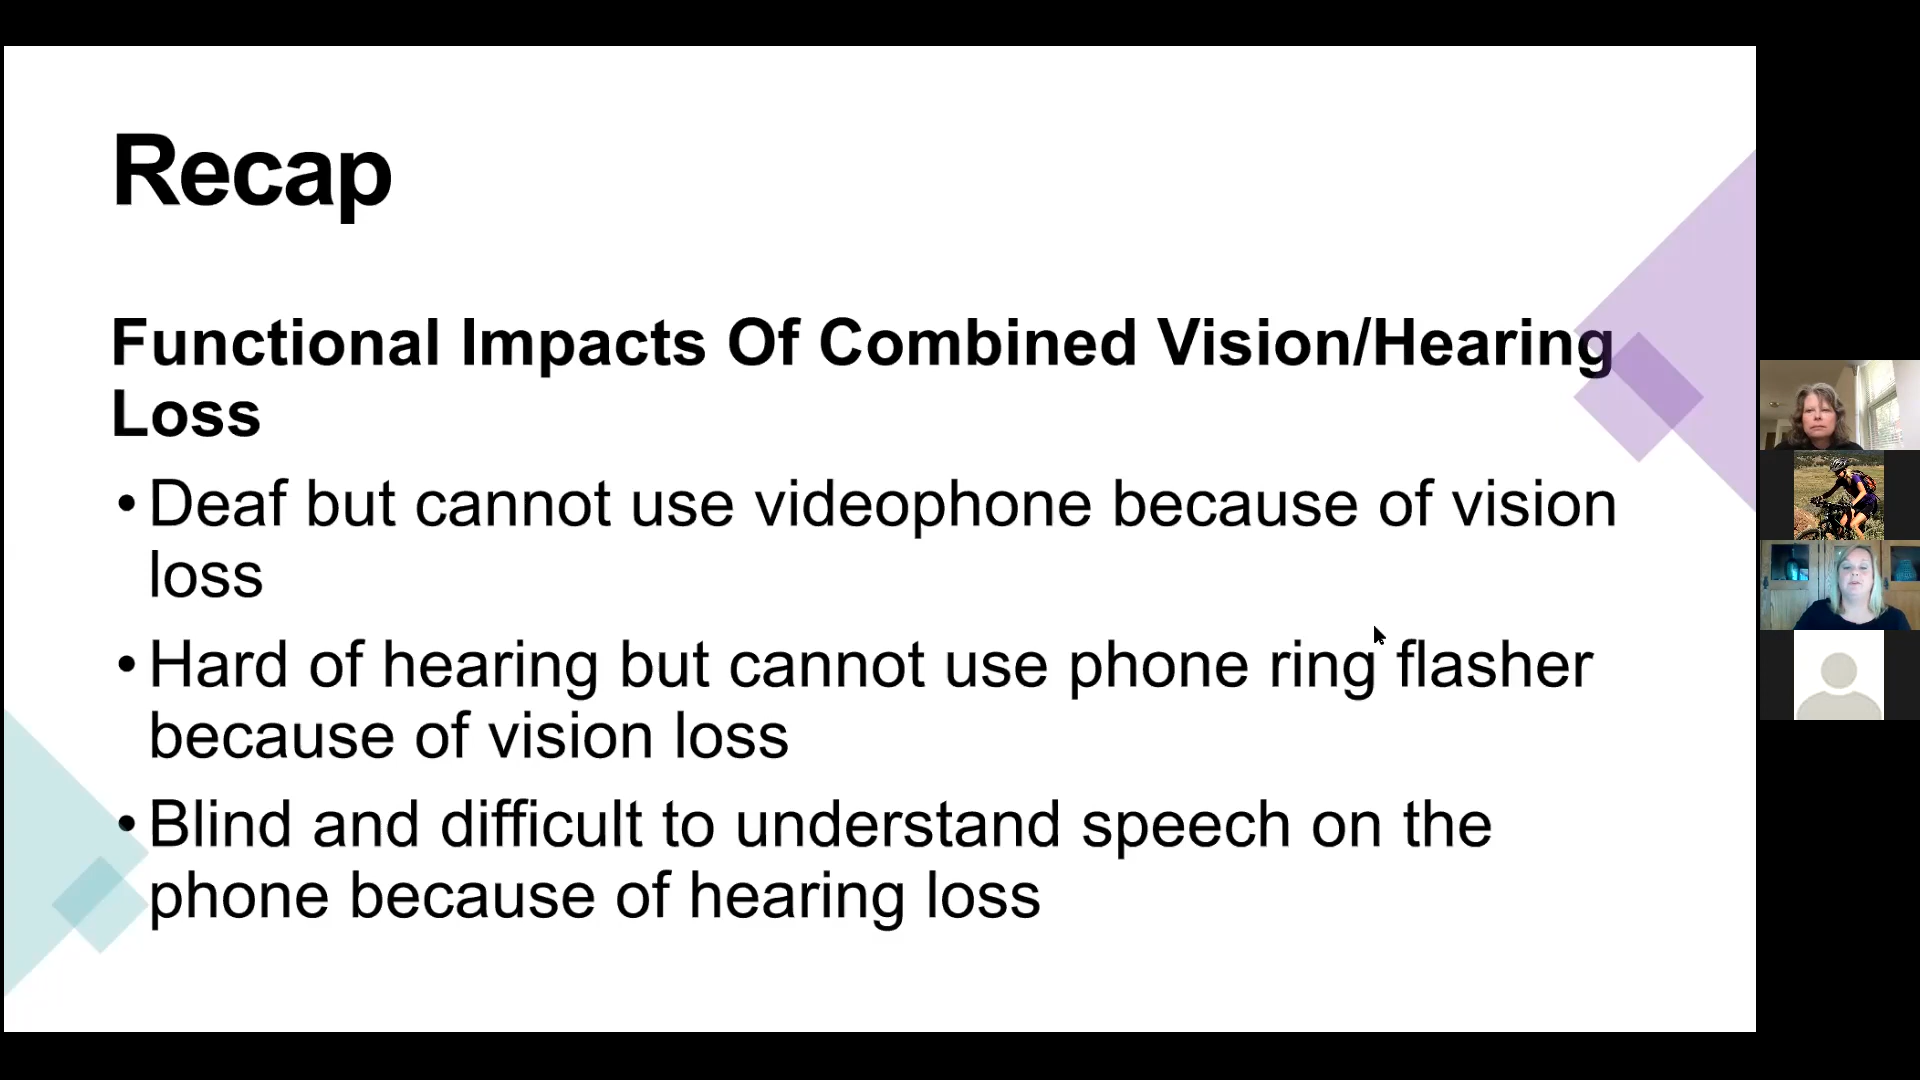 Recap
Functional Impacts Of Combined Vision/Hearing
Loss
• Deaf but cannot use videophone because of vision
loss
• Hard of hearing but cannot use phone ring flasher
because of vision loss
• Blind and difficult to understand speech on the
phone because of hearing loss